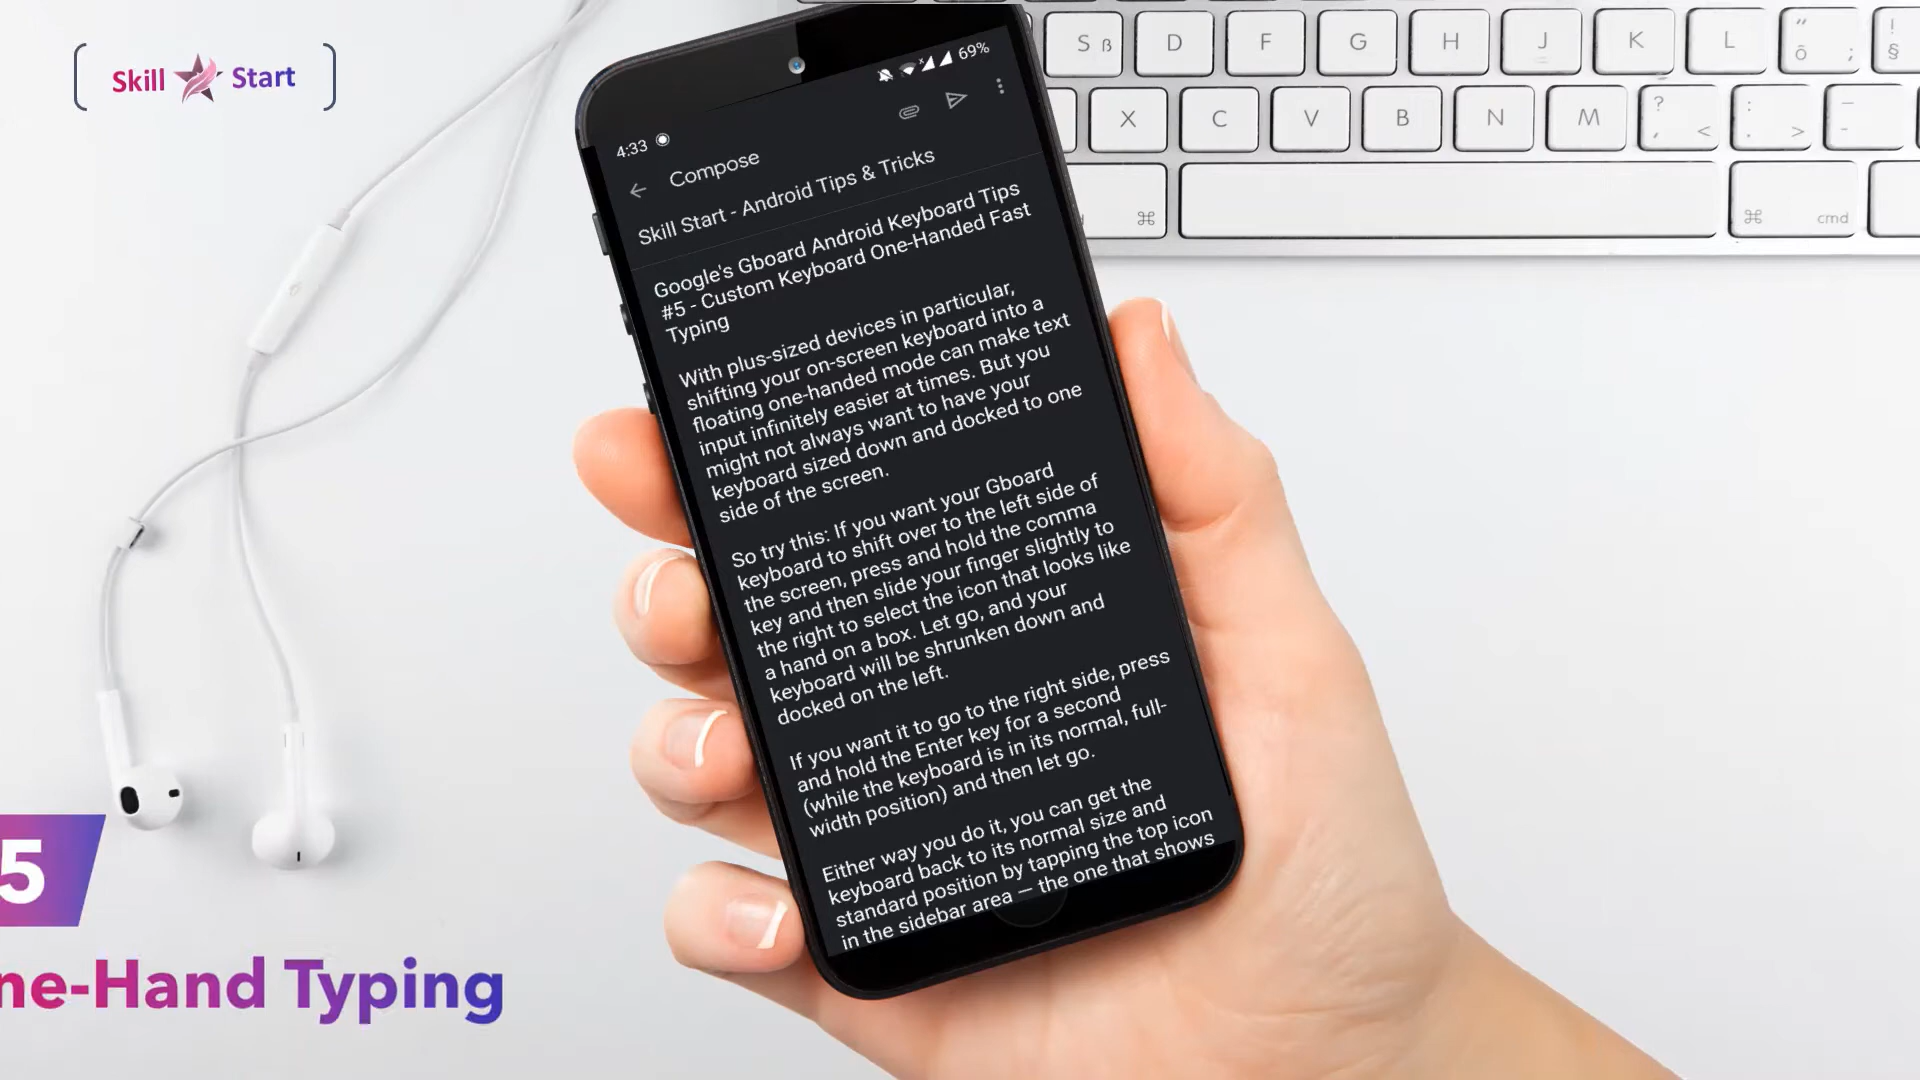 Skill Start
4:33
69%
Compose
Skill Start - Android Tips & Tricks
Google's Gboard Android Keyboard Tips
#5 - Custom Keyboard One-Handed Fast
Typing
With plus-sized devices in particular,
shifting your on-screen keyboard into a
floating one-handed mode can make text
input infinitely easier at times. But you
might not always want to have your
keyboard sized down and docked to one
side of the screen.
So try this: If you want your Gboard
keyboard to shift over to the left side of
the screen, press and hold the comma
key and then slide your finger slightly to
the right to select the icon that looks like
a hand on a box. Let go, and your
keyboard will be shrunken down and
docked on the left.
If you want it to go to the right side, press
and hold the Enter key for a second
(while the keyboard is in its normal, full-
width position) and then let go.
Either way you do it, you can get the
keyboard back to its normal size and
standard position by tapping the top icon
in the sidebar area — the one that shows
S ß D F G H J K L Õ ; ! §
X C V B N M ? , < : . > – -
⌘ ⌘ cmd
5
ne-Hand Typing